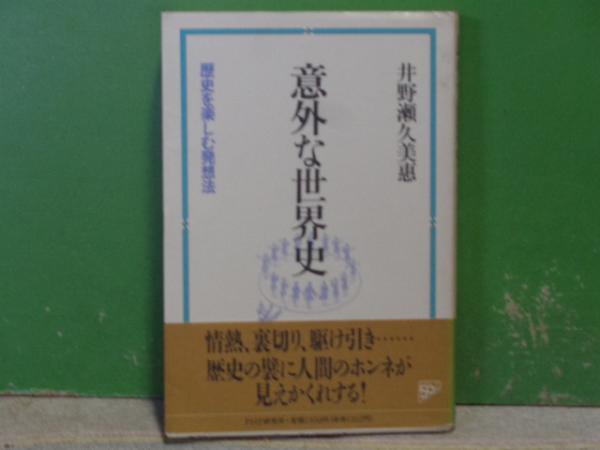 井野瀬久美惠
意外な世界史
歴史を楽しむ発想法
情熱、裏切り、駆け引き……
歴史の襞に人間のホンネが
見えかくれする!